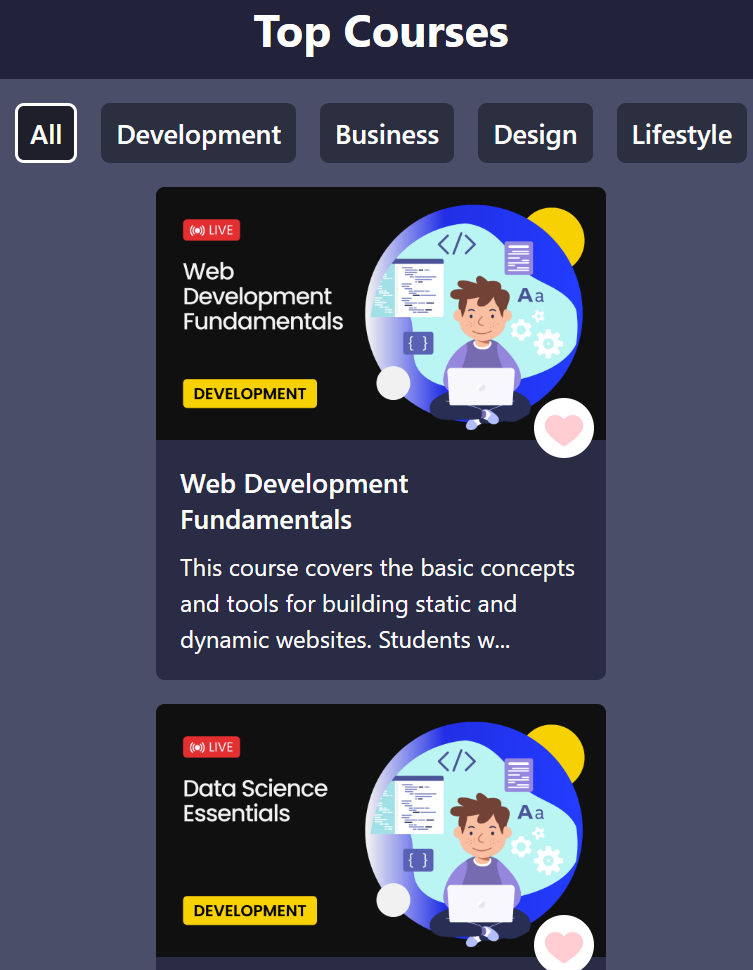 Top Courses
All Development Business Design Lifestyle
LIVE
Web
Development
Fundamentals
</>
Aa
{ }
DEVELOPMENT
Web Development
Fundamentals
This course covers the basic concepts
and tools for building static and
dynamic websites. Students w...
LIVE
Data Science
Essentials
</>
Aa
{ }
DEVELOPMENT